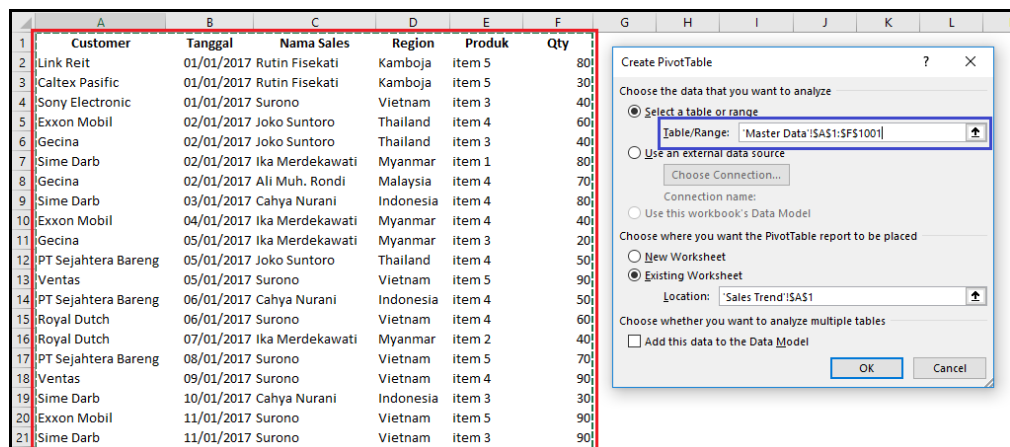 A B C D E F G H I J K L
1 Customer Tanggal Nama Sales Region Produk Qty
2 Link Reit 01/01/2017 Rutin Fisekati Kamboja item 5 80
3 Caltex Pasific 01/01/2017 Rutin Fisekati Kamboja item 5 30
4 Sony Electronic 01/01/2017 Surono Vietnam item 3 40
5 Exxon Mobil 02/01/2017 Joko Suntoro Thailand item 4 60
6 Gecina 02/01/2017 Joko Suntoro Thailand item 3 40
7 Sime Darb 02/01/2017 Ika Merdekawati Myanmar item 1 80
8 Gecina 02/01/2017 Ali Muh. Rondi Malaysia item 4 70
9 Sime Darb 03/01/2017 Cahya Nurani Indonesia item 4 80
10 Exxon Mobil 04/01/2017 Ika Merdekawati Myanmar item 4 40
11 Gecina 05/01/2017 Ika Merdekawati Myanmar item 3 20
12 PT Sejahtera Bareng 05/01/2017 Joko Suntoro Thailand item 4 50
13 Ventas 05/01/2017 Surono Vietnam item 5 90
14 PT Sejahtera Bareng 06/01/2017 Cahya Nurani Indonesia item 4 50
15 Royal Dutch 06/01/2017 Surono Vietnam item 4 60
16 Royal Dutch 07/01/2017 Ika Merdekawati Myanmar item 2 40
17 PT Sejahtera Bareng 08/01/2017 Surono Vietnam item 5 70
18 Ventas 09/01/2017 Surono Vietnam item 4 90
19 Sime Darb 10/01/2017 Cahya Nurani Indonesia item 3 30
20 Exxon Mobil 11/01/2017 Surono Vietnam item 5 90
21 Sime Darb 11/01/2017 Surono Vietnam item 3 90
Create PivotTable ? ×
Choose the data that you want to analyze
Select a table or range
Table/Range: 'Master Data'!$A$1:$F$1001
Use an external data source
Choose Connection...
Connection name:
Use this workbook's Data Model
Choose where you want the PivotTable report to be placed
New Worksheet
Existing Worksheet
Location: 'Sales Trend'!$A$1
Choose whether you want to analyze multiple tables
Add this data to the Data Model
OK Cancel